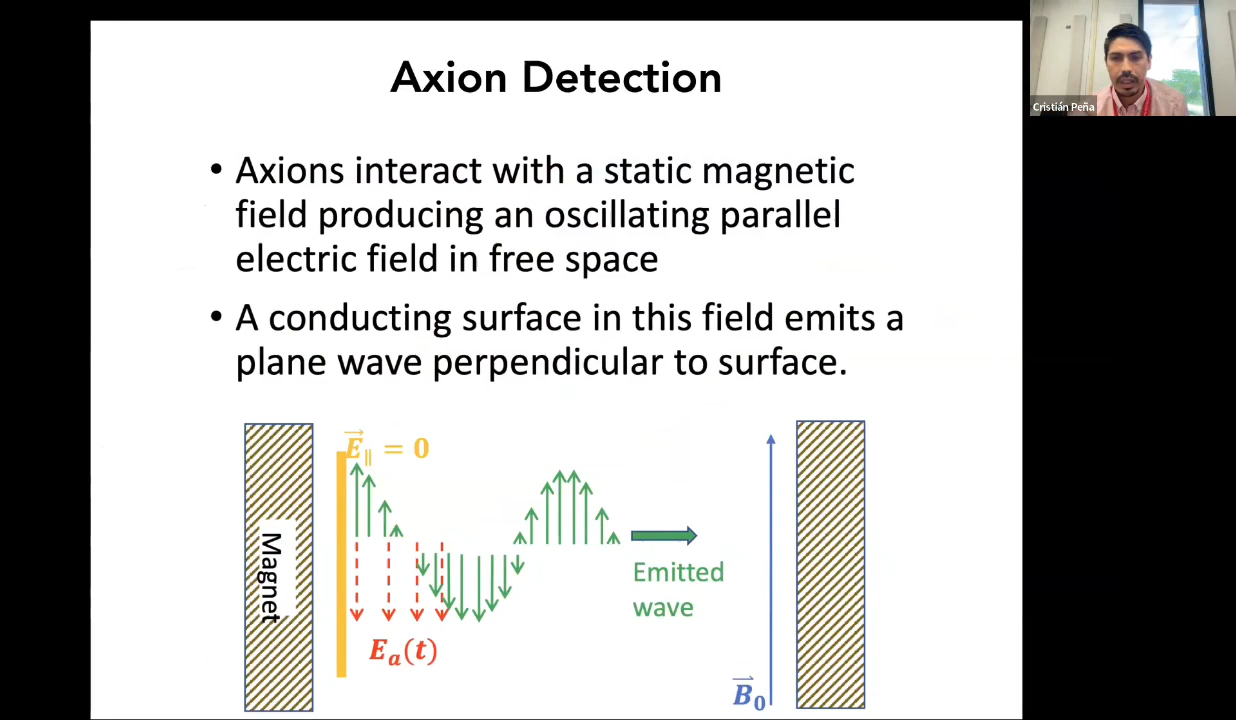 Axion Detection
Cristián Peña
• Axions interact with a static magnetic
field producing an oscillating parallel
electric field in free space
• A conducting surface in this field emits a
plane wave perpendicular to surface.
E⃗∥ = 0
Magnet
Emitted
wave
Eₐ(t)
B⃗₀